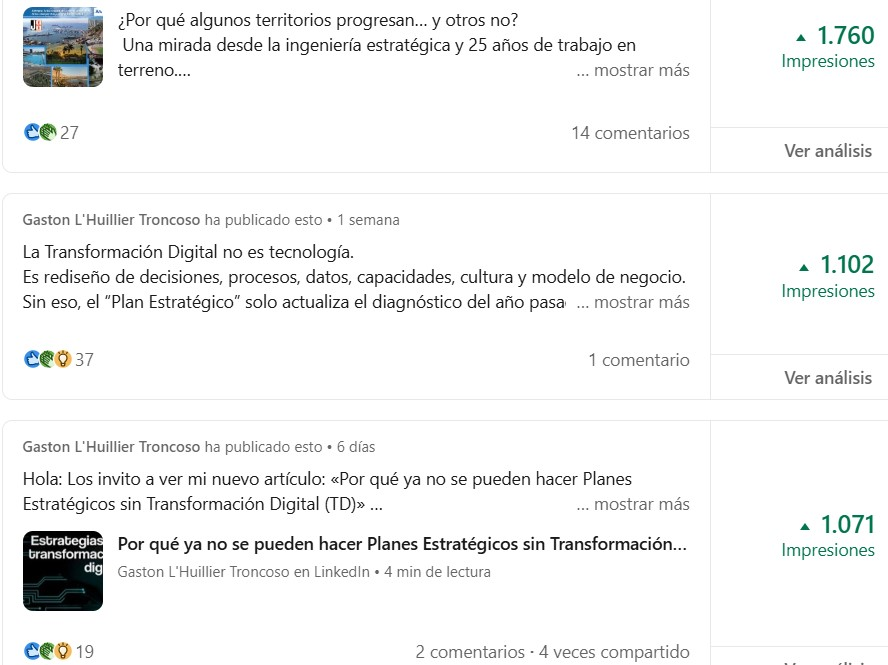 ¿Por qué algunos territorios progresan… y otros no?
Una mirada desde la ingeniería estratégica y 25 años de trabajo en
terreno.... ... mostrar más
▲ 1.760
Impresiones
27 14 comentarios
Ver análisis
Gaston L'Huillier Troncoso ha publicado esto • 1 semana
La Transformación Digital no es tecnología.
Es rediseño de decisiones, procesos, datos, capacidades, cultura y modelo de negocio.
Sin eso, el “Plan Estratégico” solo actualiza el diagnóstico del año pasa ... mostrar más
▲ 1.102
Impresiones
37 1 comentario
Ver análisis
Gaston L'Huillier Troncoso ha publicado esto • 6 días
Hola: Los invito a ver mi nuevo artículo: «Por qué ya no se pueden hacer Planes
Estratégicos sin Transformación Digital (TD)» ... ... mostrar más
Estrategias
transformac
dig
Por qué ya no se pueden hacer Planes Estratégicos sin Transformación...
Gaston L'Huillier Troncoso en LinkedIn • 4 min de lectura
▲ 1.071
Impresiones
19 2 comentarios · 4 veces compartido